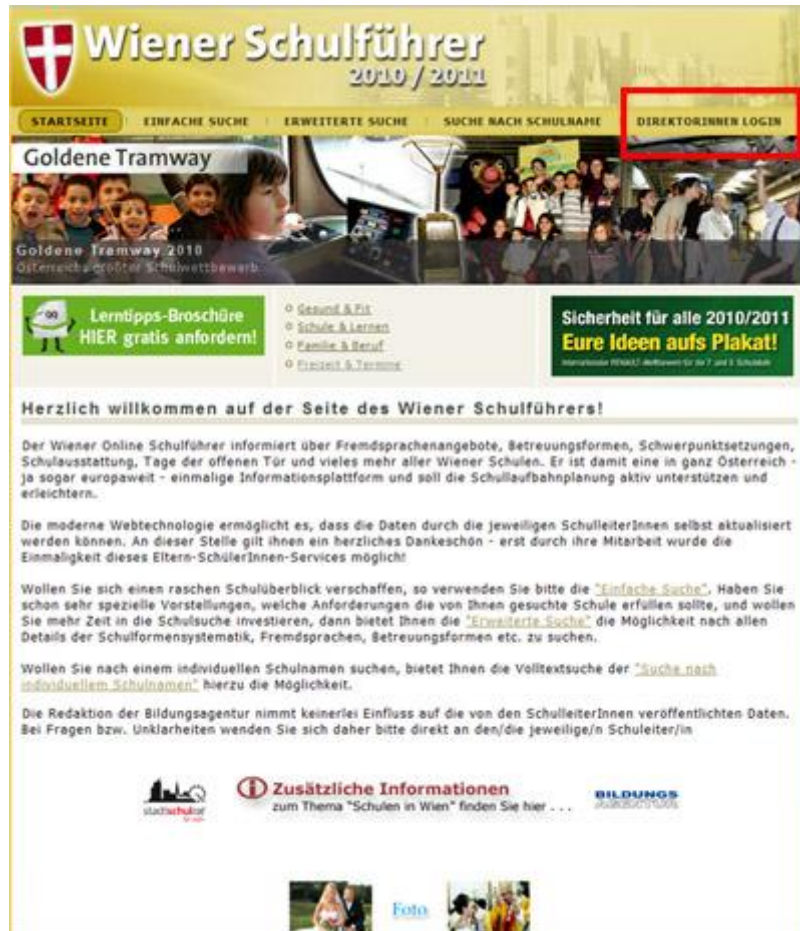 Wiener Schulführer
2010 / 2011
STARTSEITE EINFACHE SUCHE ERWEITERTE SUCHE SUCHE NACH SCHULNAME DIREKTORINNEN LOGIN
Goldene Tramway
Goldene Tramway 2010
Österreichs größter Schulwettbewerb
Lerntipps-Broschüre
HIER gratis anfordern!
Gesund & Fit
Schule & Lernen
Familie & Beruf
Freizeit & Termine
Sicherheit für alle 2010/2011
Eure Ideen aufs Plakat!
Herzlich willkommen auf der Seite des Wiener Schulführers!
Der Wiener Online Schulführer informiert über Fremdsprachenangebote, Betreuungsformen, Schwerpunktsetzungen,
Schulausstattung, Tage der offenen Tür und vieles mehr aller Wiener Schulen. Er ist damit eine in ganz Österreich -
ja sogar europaweit - einmalige Informationsplattform und soll die Schullaufbahnplanung aktiv unterstützen und
erleichtern.
Die moderne Webtechnologie ermöglicht es, dass die Daten durch die jeweiligen SchulleiterInnen selbst aktualisiert
werden können. An dieser Stelle gilt ihnen ein herzliches Dankeschön - erst durch ihre Mitarbeit wurde die
Einmaligkeit dieses Eltern-SchülerInnen-Services möglich!
Wollen Sie sich einen raschen Schulüberblick verschaffen, so verwenden Sie bitte die "Einfache Suche". Haben Sie
schon sehr spezielle Vorstellungen, welche Anforderungen die von Ihnen gesuchte Schule erfüllen sollte, und wollen
Sie mehr Zeit in die Schulsuche investieren, dann bietet Ihnen die "Erweiterte Suche" die Möglichkeit nach allen
Details der Schulformensystematik, Fremdsprachen, Betreuungsformen etc. zu suchen.
Wollen Sie nach einem individuellen Schulnamen suchen, bietet Ihnen die Volltextsuche der "Suche nach
individuellem Schulnamen" hierzu die Möglichkeit.
Die Redaktion der Bildungsagentur nimmt keinerlei Einfluss auf die von den SchulleiterInnen veröffentlichten Daten.
Bei Fragen bzw. Unklarheiten wenden Sie sich daher bitte direkt an den/die jeweilige/n Schuleiter/in
stadtschulrat
Zusätzliche Informationen
zum Thema "Schulen in Wien" finden Sie hier . . .
BILDUNGS
AGENTUR
Foto